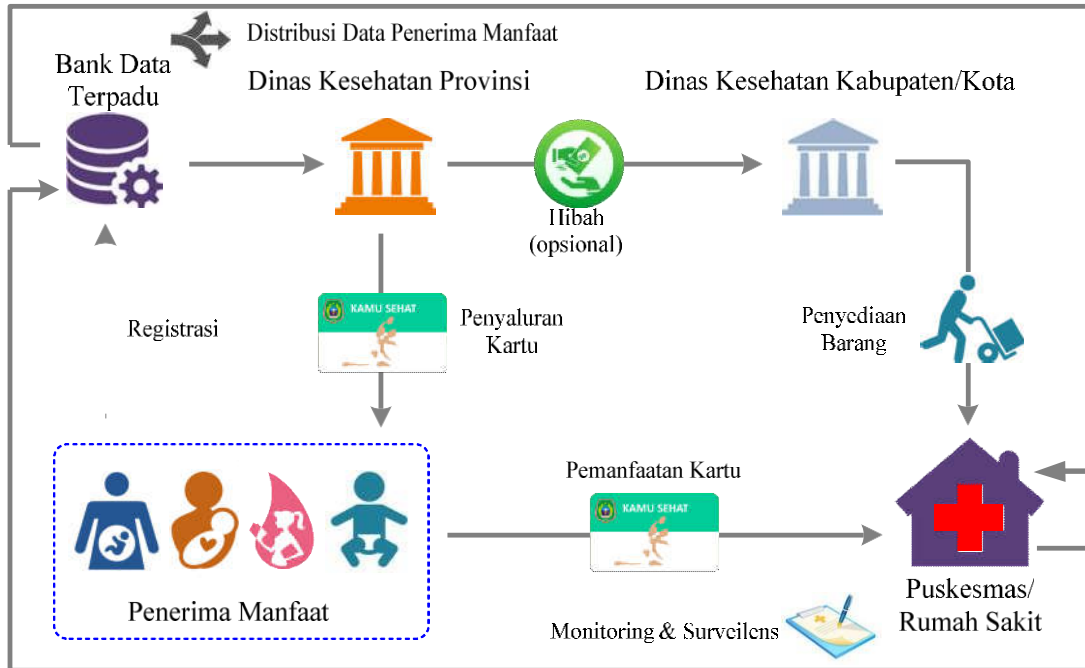 Distribusi Data Penerima Manfaat
Bank Data
Terpadu
Dinas Kesehatan Provinsi
Dinas Kesehatan Kabupaten/Kota
Hibah
(opsional)
KAMU SEHAT
Registrasi
Penyaluran
Kartu
Penyediaan
Barang
Pemanfaatan Kartu
KAMU SEHAT
Penerima Manfaat
Puskesmas/
Rumah Sakit
Monitoring & Surveilens